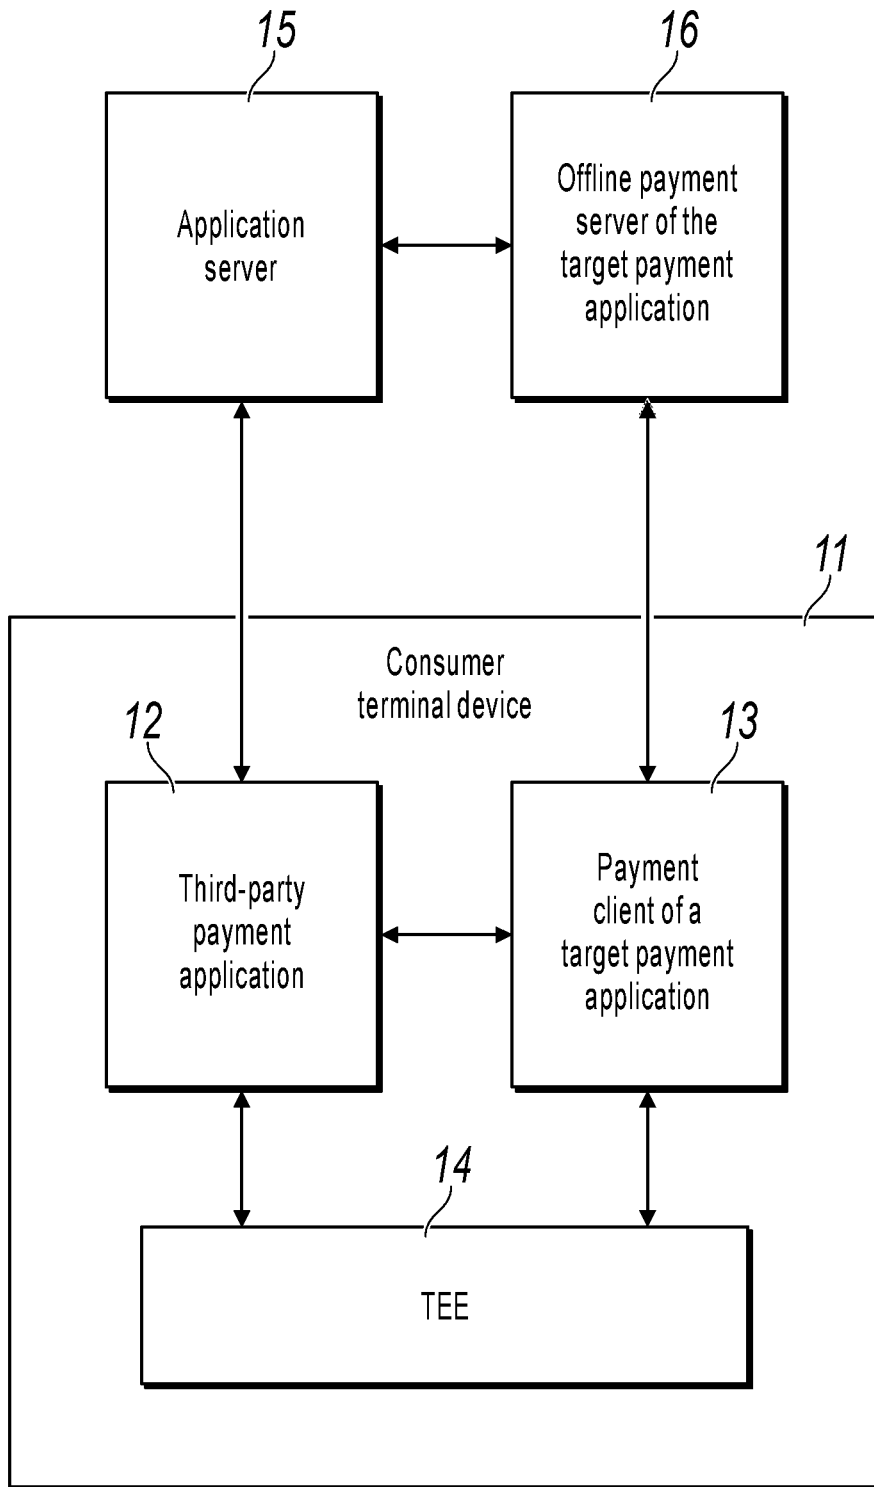 15
16
Application
server
Offline payment
server of the
target payment
application
11
Consumer
terminal device
12
13
Third-party
payment
application
Payment
client of a
target payment
application
14
TEE